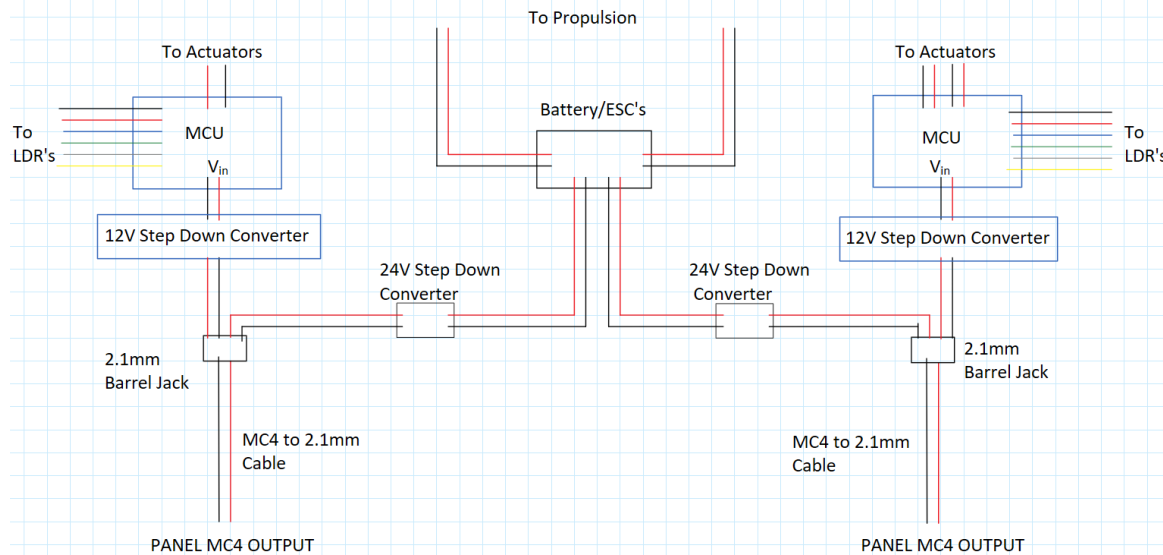 To Propulsion
To Actuators
To Actuators
Battery/ESC's
MCU
MCU
To
LDR's
To
LDR's
Vin
Vin
12V Step Down Converter
12V Step Down Converter
24V Step Down
Converter
24V Step Down
Converter
2.1mm
Barrel Jack
2.1mm
Barrel Jack
MC4 to 2.1mm
Cable
MC4 to 2.1mm
Cable
PANEL MC4 OUTPUT
PANEL MC4 OUTPUT